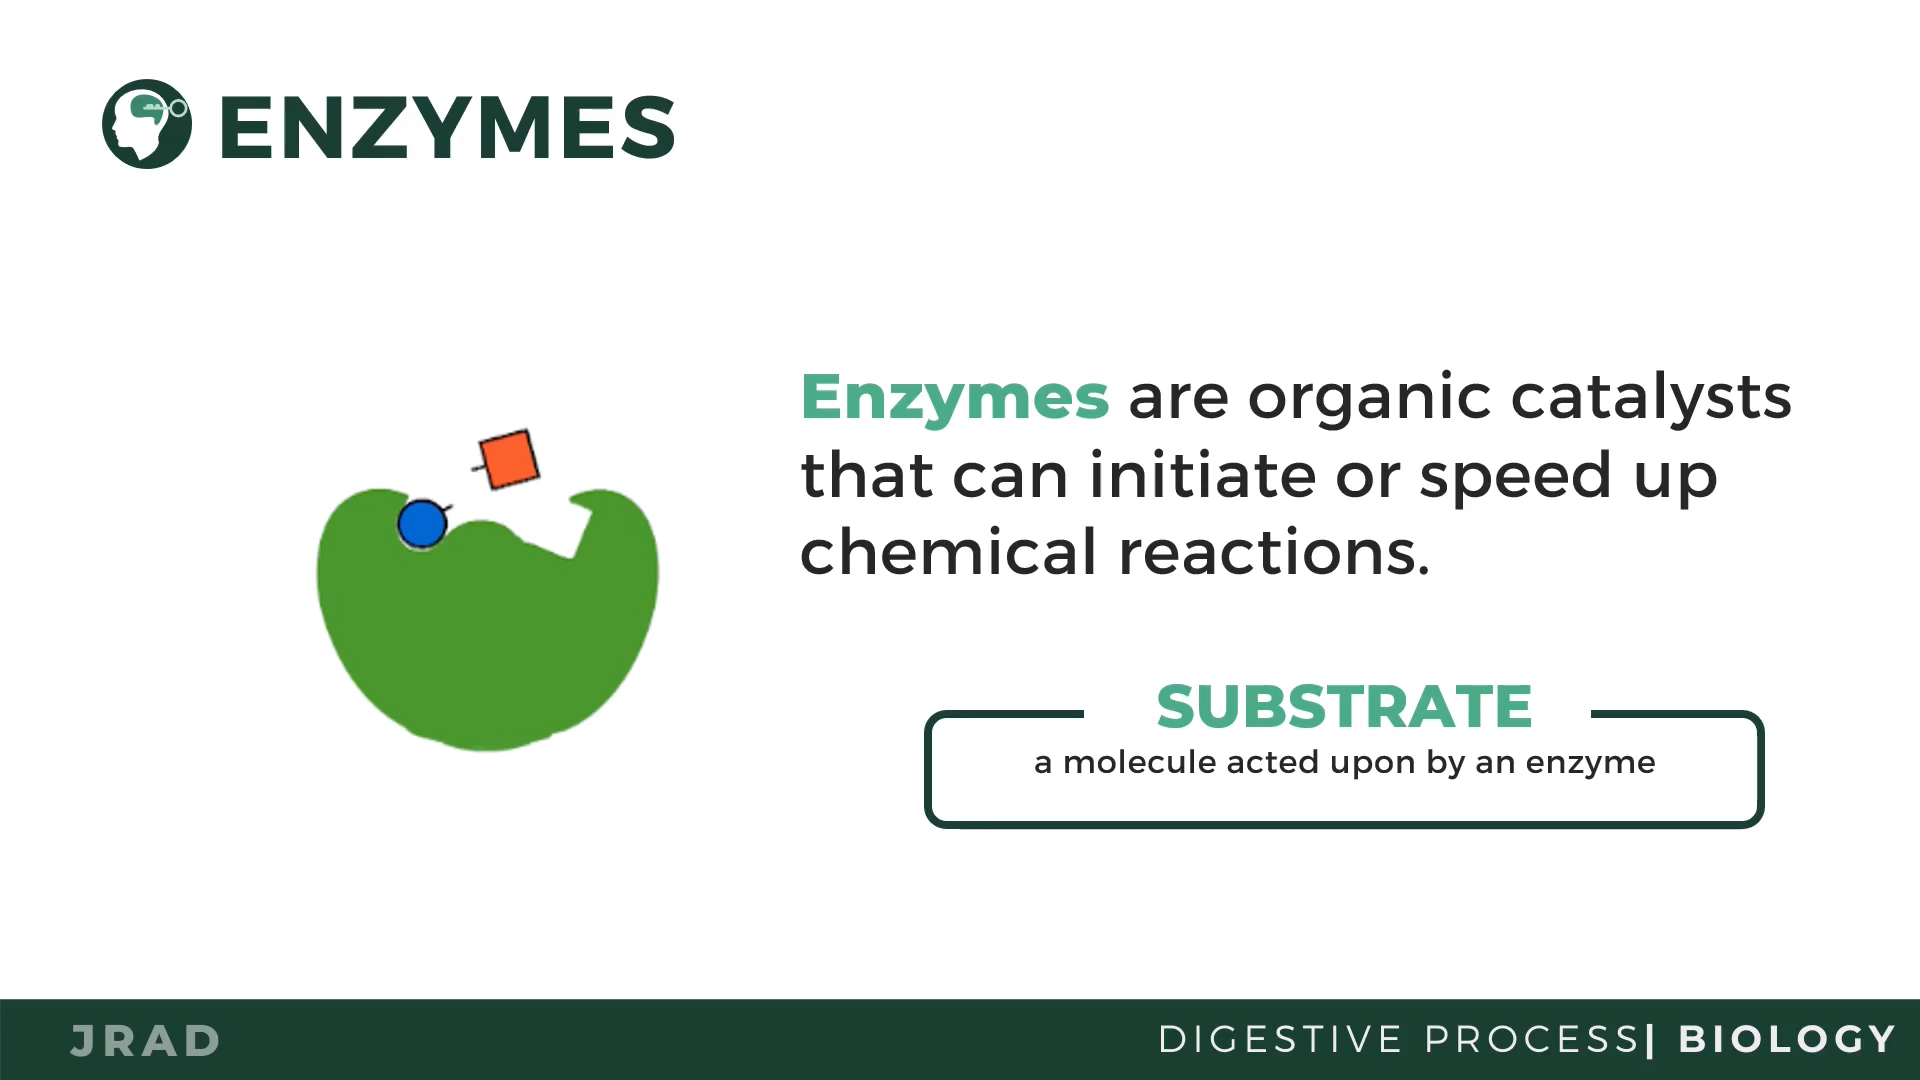 ENZYMES
Enzymes are organic catalysts
that can initiate or speed up
chemical reactions.
SUBSTRATE
a molecule acted upon by an enzyme
JRAD
DIGESTIVE PROCESS| BIOLOGY